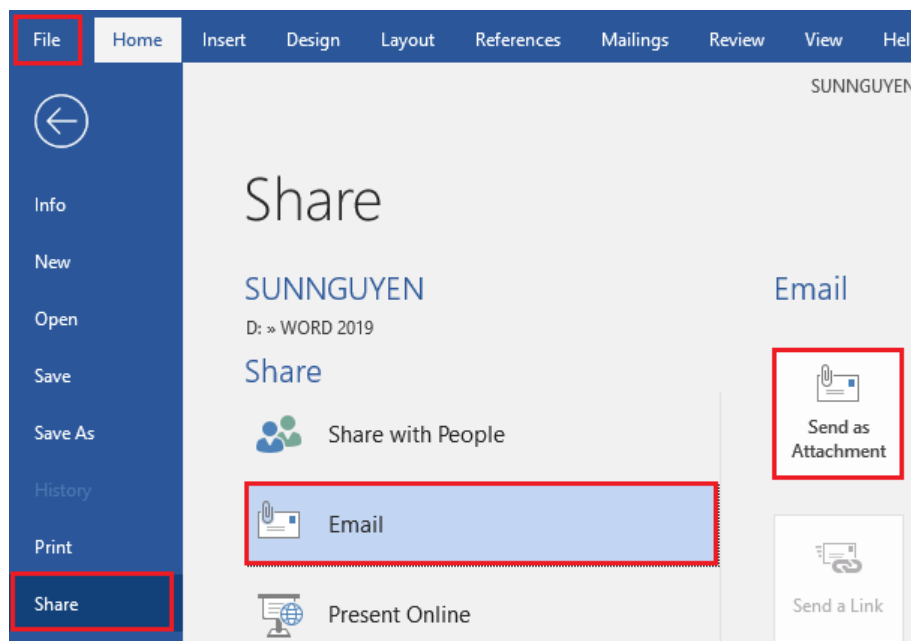 File Home Insert Design Layout References Mailings Review View Hel
SUNNGUYEN
Info
New
Open
Save
Save As
History
Print
Share
Share
SUNNGUYEN
D: » WORD 2019
Share
Share with People
Email
Present Online
Email
Send as
Attachment
Send a Link